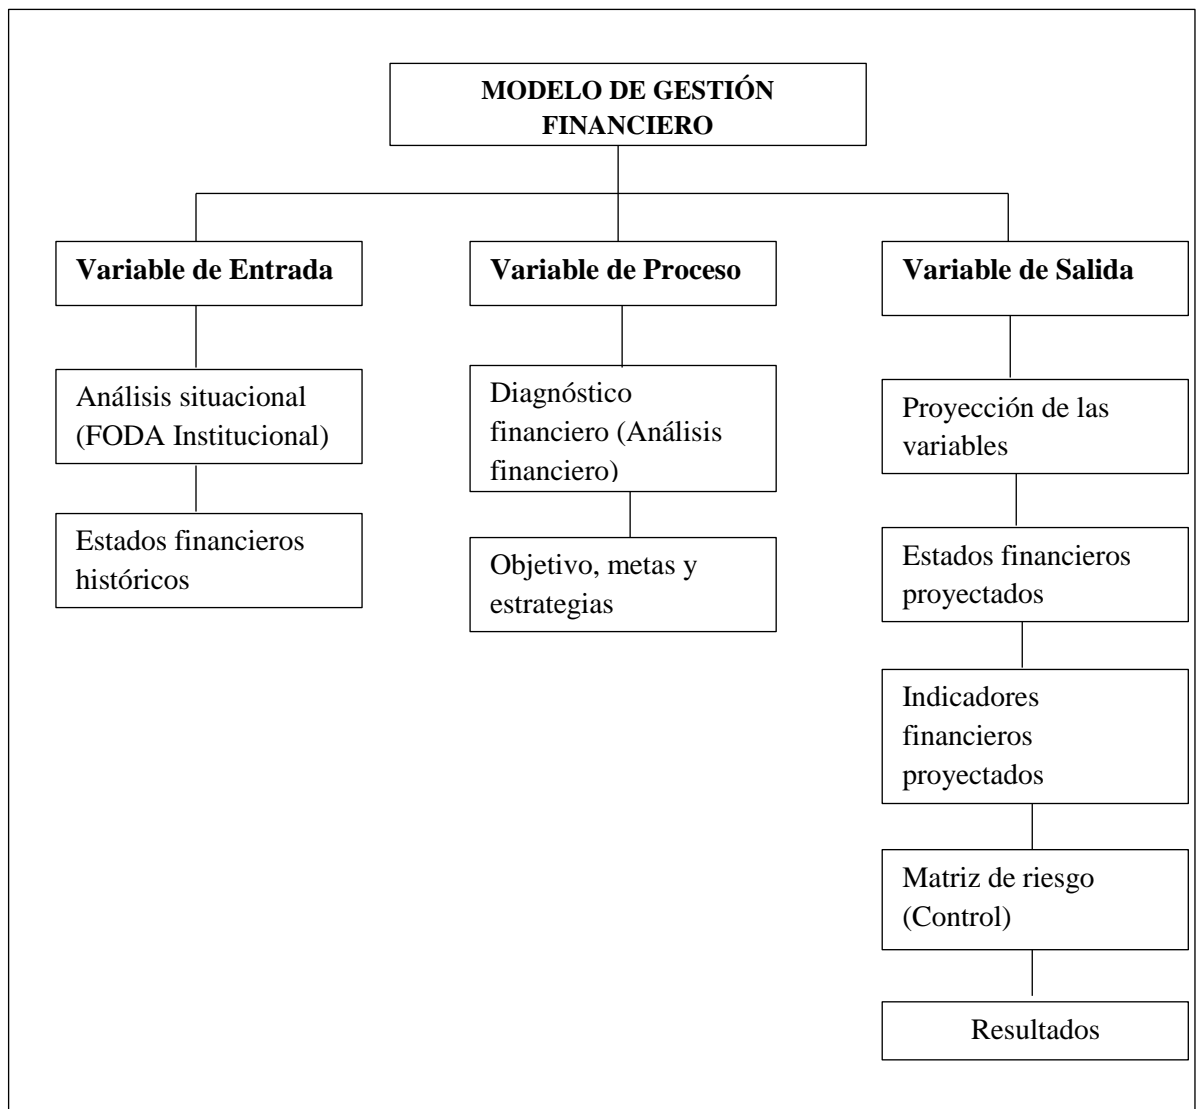 MODELO DE GESTIÓN
FINANCIERO
Variable de Entrada
Análisis situacional
(FODA Institucional)
Estados financieros
históricos
Variable de Proceso
Diagnóstico
financiero (Análisis
financiero)
Objetivo, metas y
estrategias
Variable de Salida
Proyección de las
variables
Estados financieros
proyectados
Indicadores
financieros
proyectados
Matriz de riesgo
(Control)
Resultados